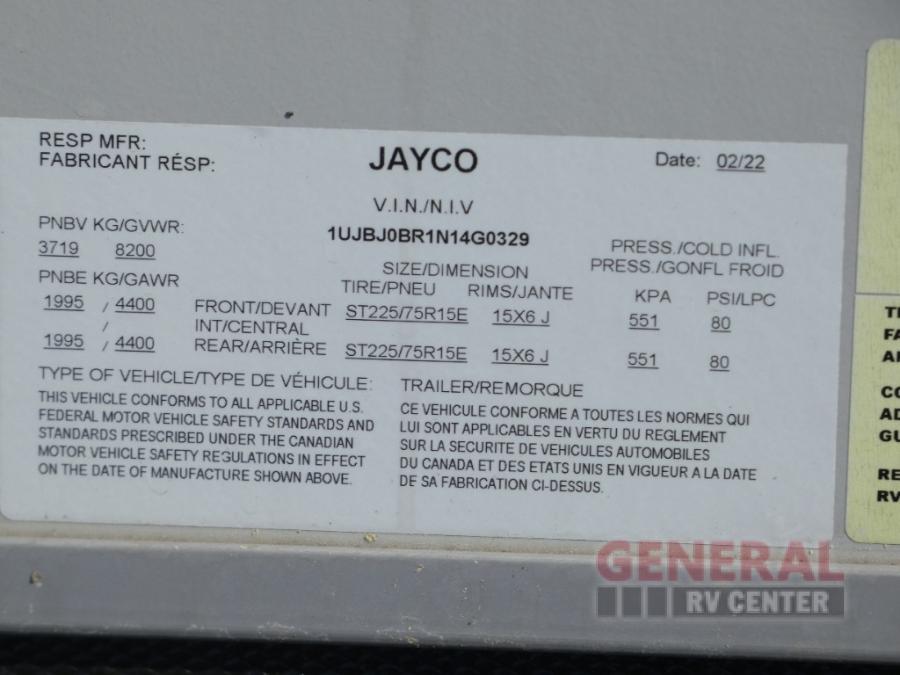 RESP MFR:
FABRICANT RÉSP:
JAYCO
Date: 02/22
V.I.N./N.I.V
1UJBJ0BR1N14G0329
PNBV KG/GVWR:
3719 8200
PRESS./COLD INFL.
PRESS./GONFL FROID
SIZE/DIMENSION
PNBE KG/GAWR
TIRE/PNEU RIMS/JANTE KPA PSI/LPC
1995 / 4400 FRONT/DEVANT ST225/75R15E 15X6 J 551 80
/ INT/CENTRAL
1995 / 4400 REAR/ARRIÈRE ST225/75R15E 15X6 J 551 80
TYPE OF VEHICLE/TYPE DE VÉHICULE: TRAILER/REMORQUE
THIS VEHICLE CONFORMS TO ALL APPLICABLE U.S.
FEDERAL MOTOR VEHICLE SAFETY STANDARDS AND
STANDARDS PRESCRIBED UNDER THE CANADIAN
MOTOR VEHICLE SAFETY REGULATIONS IN EFFECT
ON THE DATE OF MANUFACTURE SHOWN ABOVE.
CE VEHICULE CONFORME A TOUTES LES NORMES QUI
LUI SONT APPLICABLES EN VERTU DU REGLEMENT
SUR LA SECURITE DE VEHICULES AUTOMOBILES
DU CANADA ET DES ETATS UNIS EN VIGUEUR A LA DATE
DE SA FABRICATION CI-DESSUS.
RV
GENERAL
RV CENTER